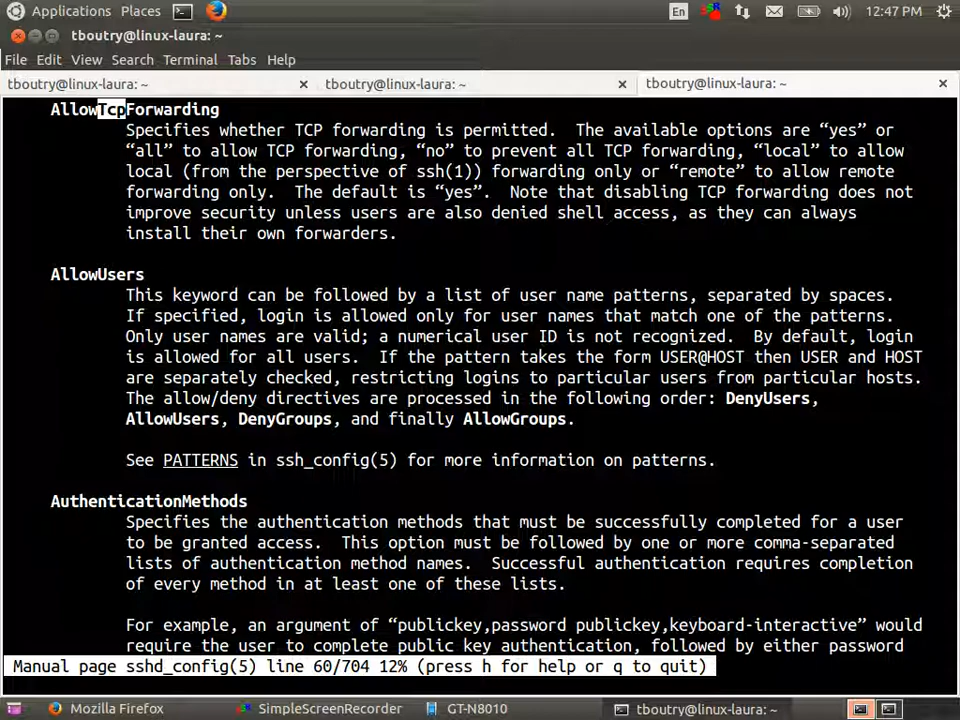 Applications Places En 12:47 PM
tboutry@linux-laura: ~
File Edit View Search Terminal Tabs Help
tboutry@linux-laura: ~ tboutry@linux-laura: ~ tboutry@linux-laura: ~
AllowTcpForwarding
Specifies whether TCP forwarding is permitted.  The available options are “yes” or
“all” to allow TCP forwarding, “no” to prevent all TCP forwarding, “local” to allow
local (from the perspective of ssh(1)) forwarding only or “remote” to allow remote
forwarding only.  The default is “yes”.  Note that disabling TCP forwarding does not
improve security unless users are also denied shell access, as they can always
install their own forwarders.
AllowUsers
This keyword can be followed by a list of user name patterns, separated by spaces.
If specified, login is allowed only for user names that match one of the patterns.
Only user names are valid; a numerical user ID is not recognized.  By default, login
is allowed for all users.  If the pattern takes the form USER@HOST then USER and HOST
are separately checked, restricting logins to particular users from particular hosts.
The allow/deny directives are processed in the following order: DenyUsers,
AllowUsers, DenyGroups, and finally AllowGroups.
See PATTERNS in ssh_config(5) for more information on patterns.
AuthenticationMethods
Specifies the authentication methods that must be successfully completed for a user
to be granted access.  This option must be followed by one or more comma-separated
lists of authentication method names.  Successful authentication requires completion
of every method in at least one of these lists.
For example, an argument of “publickey,password publickey,keyboard-interactive” would
require the user to complete public key authentication, followed by either password
Manual page sshd_config(5) line 60/704 12% (press h for help or q to quit)
Mozilla Firefox SimpleScreenRecorder GT-N8010 tboutry@linux-laura: ~